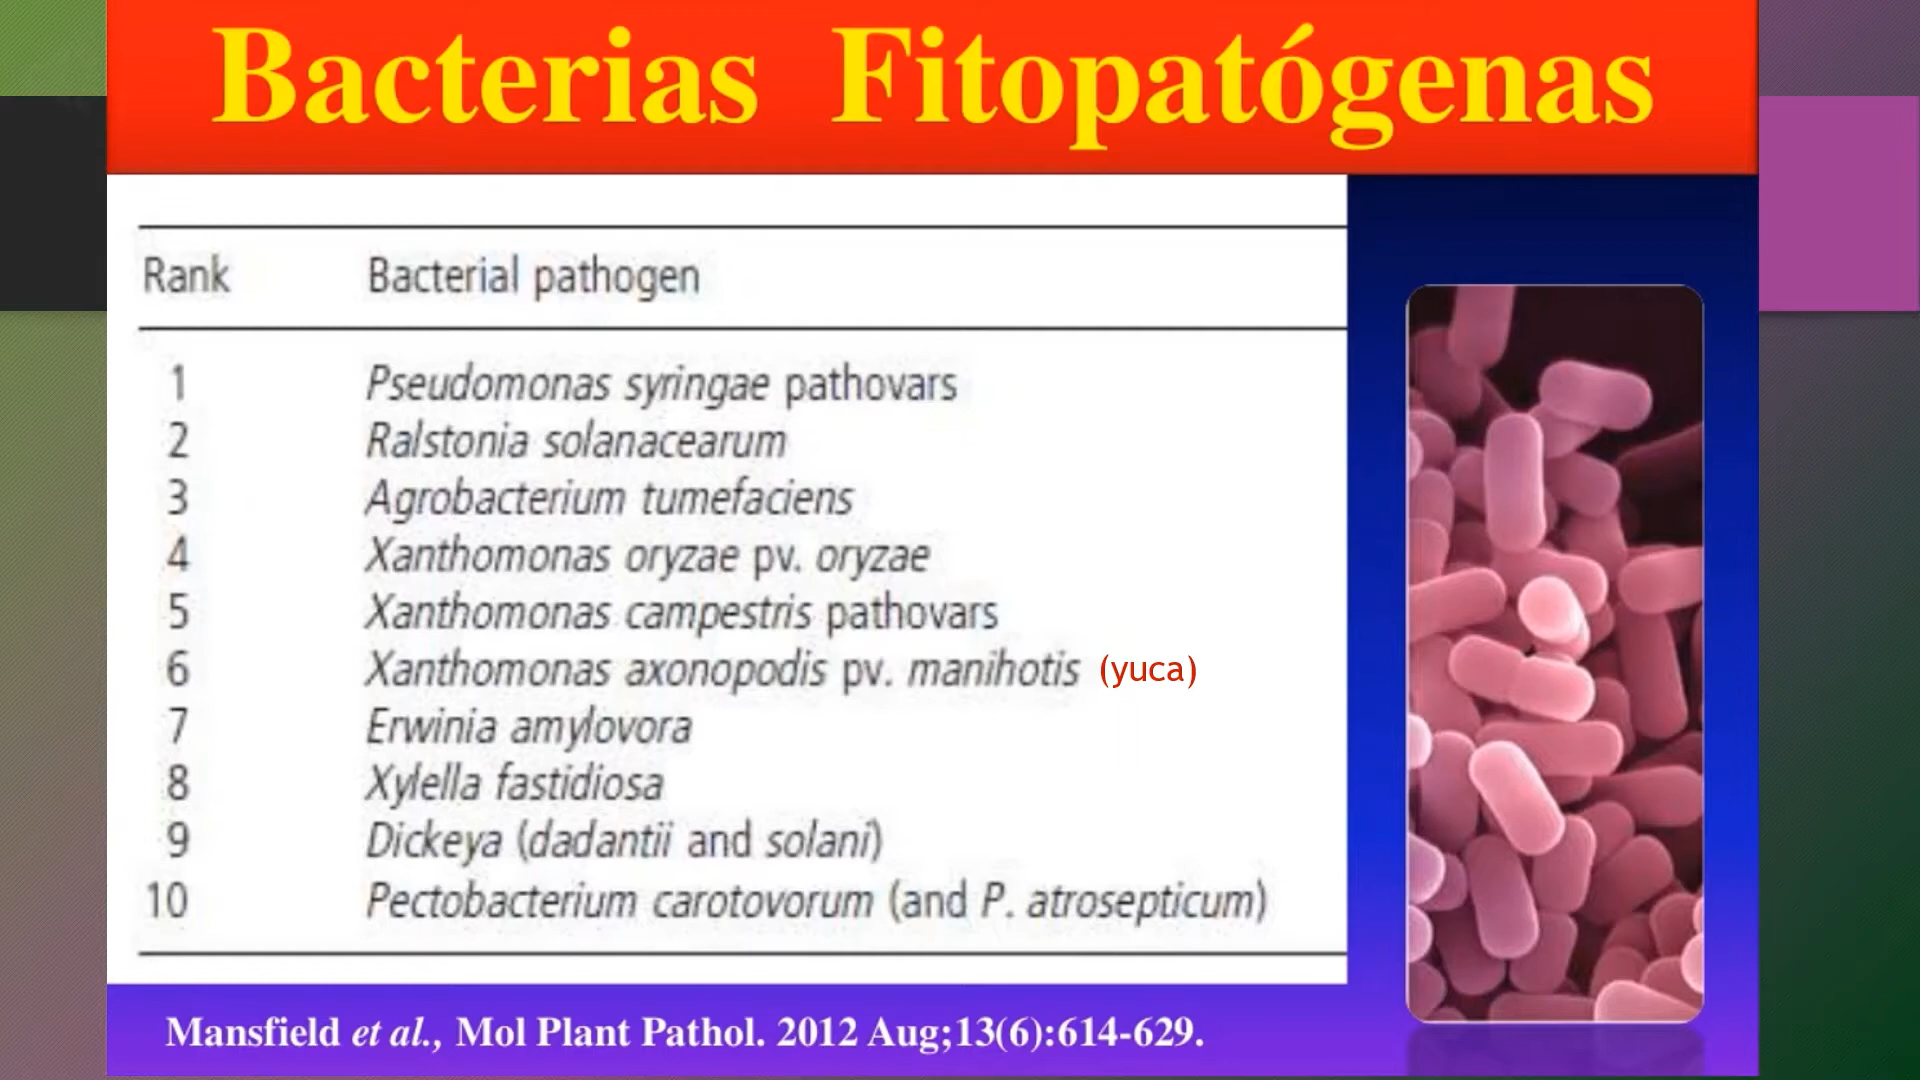 Bacterias Fitopatógenas
Rank Bacterial pathogen
1 Pseudomonas syringae pathovars
2 Ralstonia solanacearum
3 Agrobacterium tumefaciens
4 Xanthomonas oryzae pv. oryzae
5 Xanthomonas campestris pathovars
6 Xanthomonas axonopodis pv. manihotis (yuca)
7 Erwinia amylovora
8 Xylella fastidiosa
9 Dickeya (dadantii and solani)
10 Pectobacterium carotovorum (and P. atrosepticum)
Mansfield et al., Mol Plant Pathol. 2012 Aug;13(6):614-629.